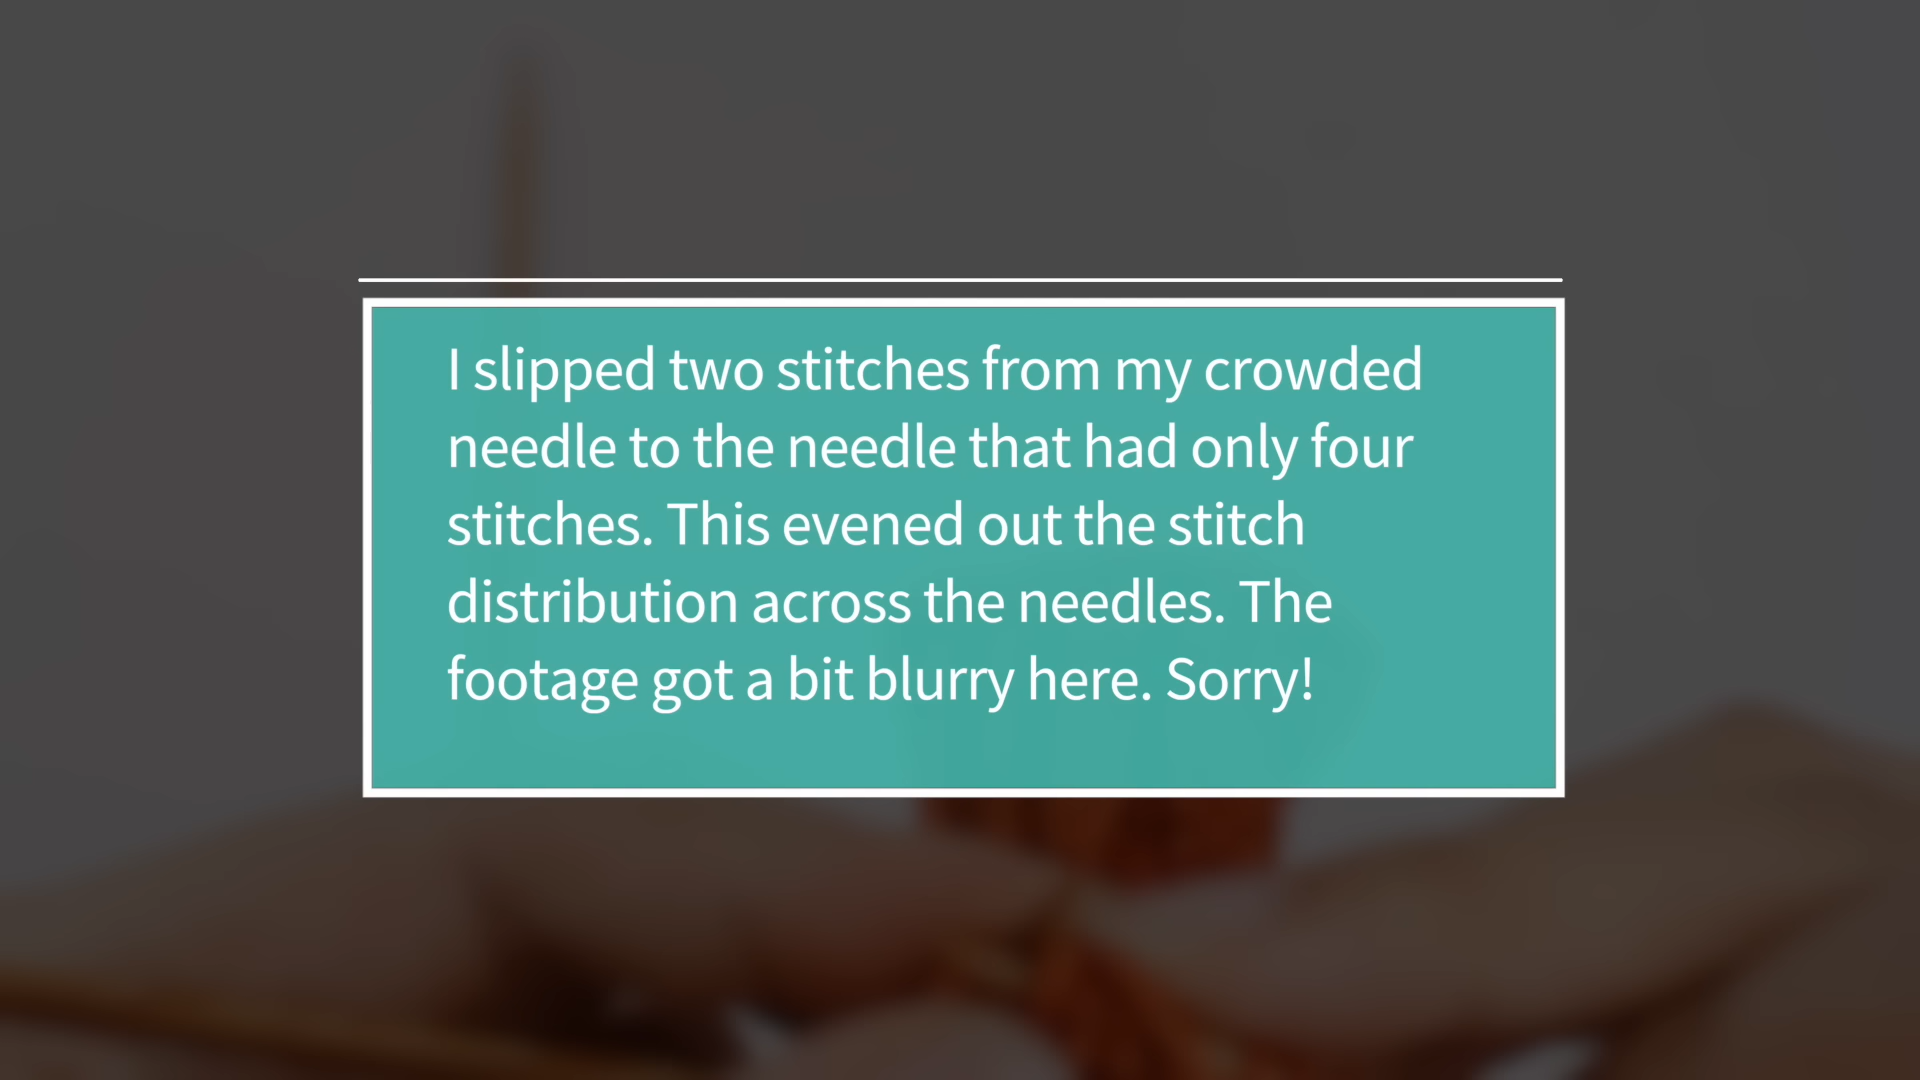 I slipped two stitches from my crowded
needle to the needle that had only four
stitches. This evened out the stitch
distribution across the needles. The
footage got a bit blurry here. Sorry!